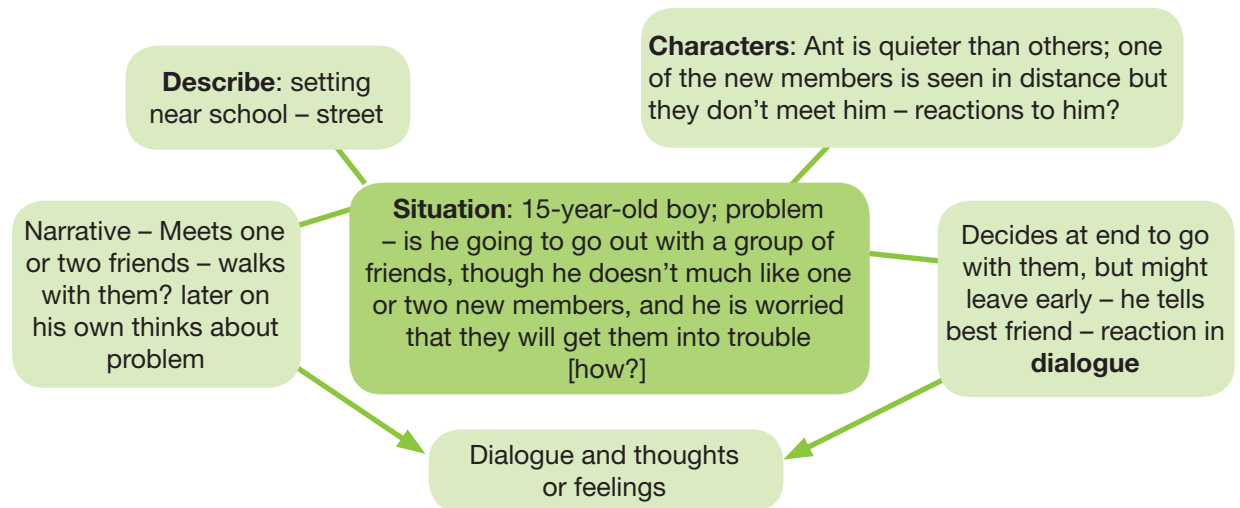 Describe: setting
near school – street
Characters: Ant is quieter than others; one
of the new members is seen in distance but
they don’t meet him – reactions to him?
Situation: 15-year-old boy; problem
– is he going to go out with a group of
friends, though he doesn’t much like one
or two new members, and he is worried
that they will get them into trouble
[how?]
Narrative – Meets one
or two friends – walks
with them? later on
his own thinks about
problem
Decides at end to go
with them, but might
leave early – he tells
best friend – reaction in
dialogue
Dialogue and thoughts
or feelings